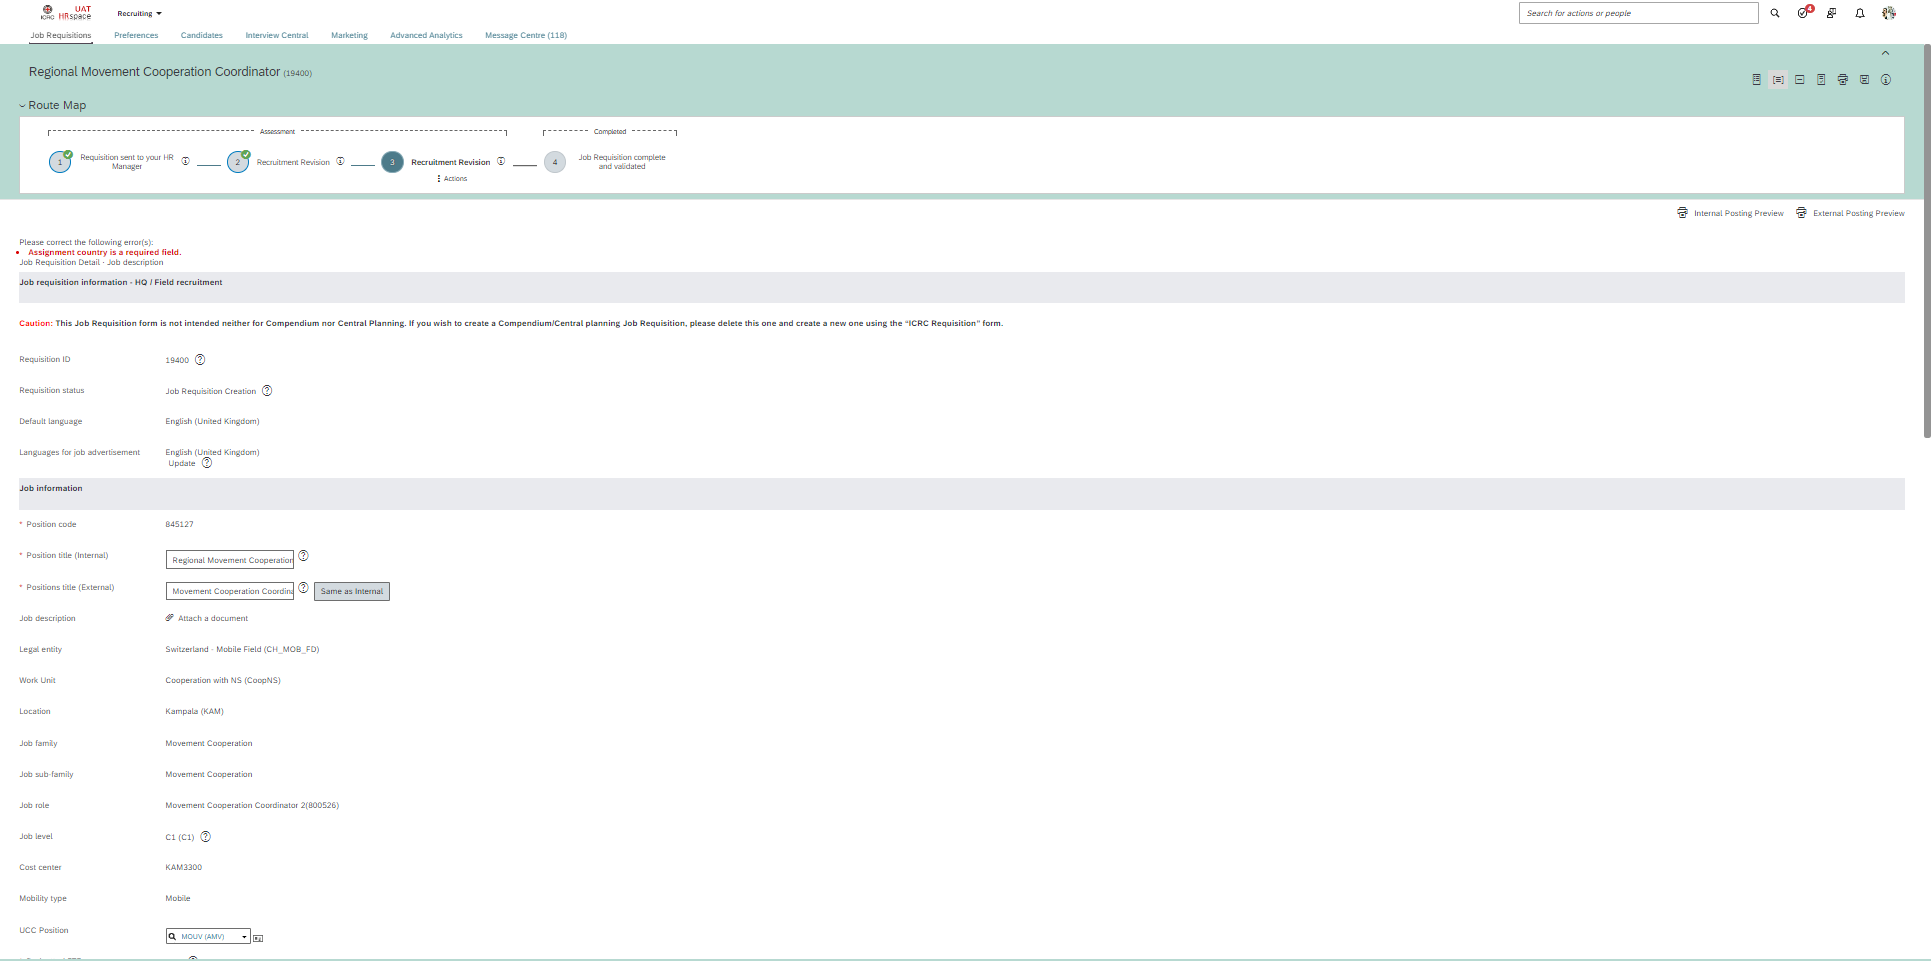 ICRC
UAT
HRspace
Recruiting
Search for actions or people
4
Job Requisitions
Preferences
Candidates
Interview Central
Marketing
Advanced Analytics
Message Centre (118)
Regional Movement Cooperation Coordinator (19400)
Route Map
Assessment
Completed
1
Requisition sent to your HR
Manager
2
Recruitment Revision
3
Recruitment Revision
Actions
4
Job Requisition complete
and validated
Internal Posting Preview
External Posting Preview
Please correct the following error(s):
Assignment country is a required field.
Job Requisition Detail - Job description
Job requisition information - HQ / Field recruitment
Caution: This Job Requisition form is not intended neither for Compendium nor Central Planning. If you wish to create a Compendium/Central planning Job Requisition, please delete this one and create a new one using the “ICRC Requisition” form.
Requisition ID
19400
Requisition status
Job Requisition Creation
Default language
English (United Kingdom)
Languages for job advertisement
English (United Kingdom)
Update
Job information
* Position code
845127
* Position title (Internal)
Regional Movement Cooperation
* Positions title (External)
Movement Cooperation Coordina
Same as Internal
Job description
Attach a document
Legal entity
Switzerland - Mobile Field (CH_MOB_FD)
Work Unit
Cooperation with NS (CoopNS)
Location
Kampala (KAM)
Job family
Movement Cooperation
Job sub-family
Movement Cooperation
Job role
Movement Cooperation Coordinator 2(800526)
Job level
C1 (C1)
Cost center
KAM3300
Mobility type
Mobile
UCC Position
MOUV (AMV)